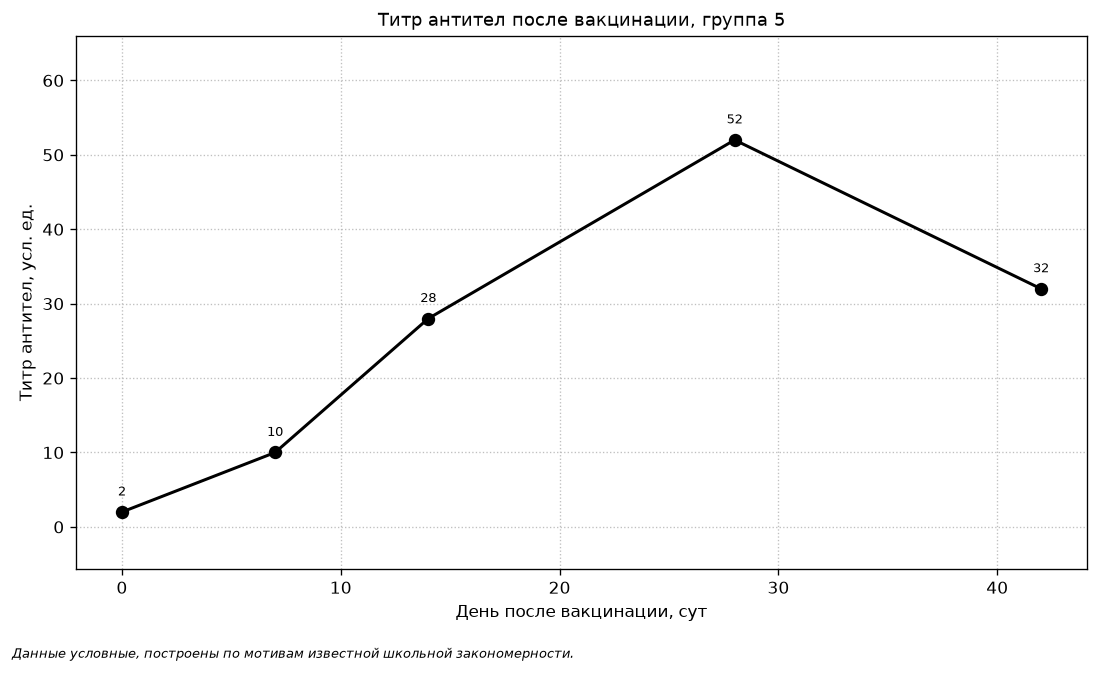 Титр антител после вакцинации, группа 5
Титр антител, усл. ед.
60
50
40
30
20
10
0
2
10
28
52
32
0 10 20 30 40
День после вакцинации, сут
Данные условные, построены по мотивам известной школьной закономерности.